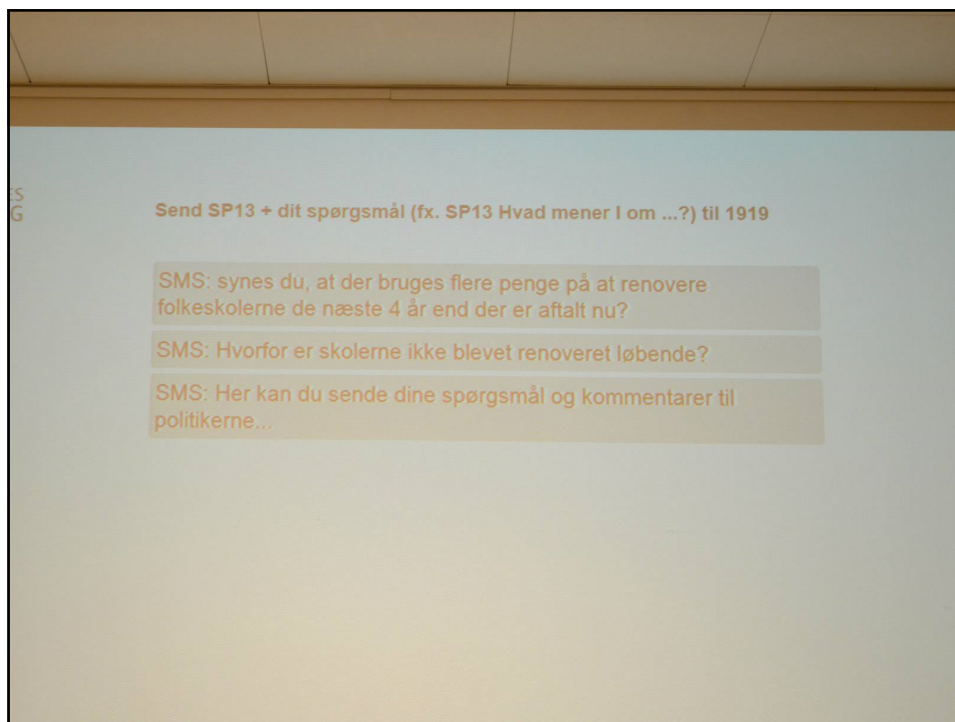 ES
G
Send SP13 + dit spørgsmål (fx. SP13 Hvad mener I om ...?) til 1919
SMS: synes du, at der bruges flere penge på at renovere
folkeskolerne de næste 4 år end der er aftalt nu?
SMS: Hvorfor er skolerne ikke blevet renoveret løbende?
SMS: Her kan du sende dine spørgsmål og kommentarer til
politikerne...